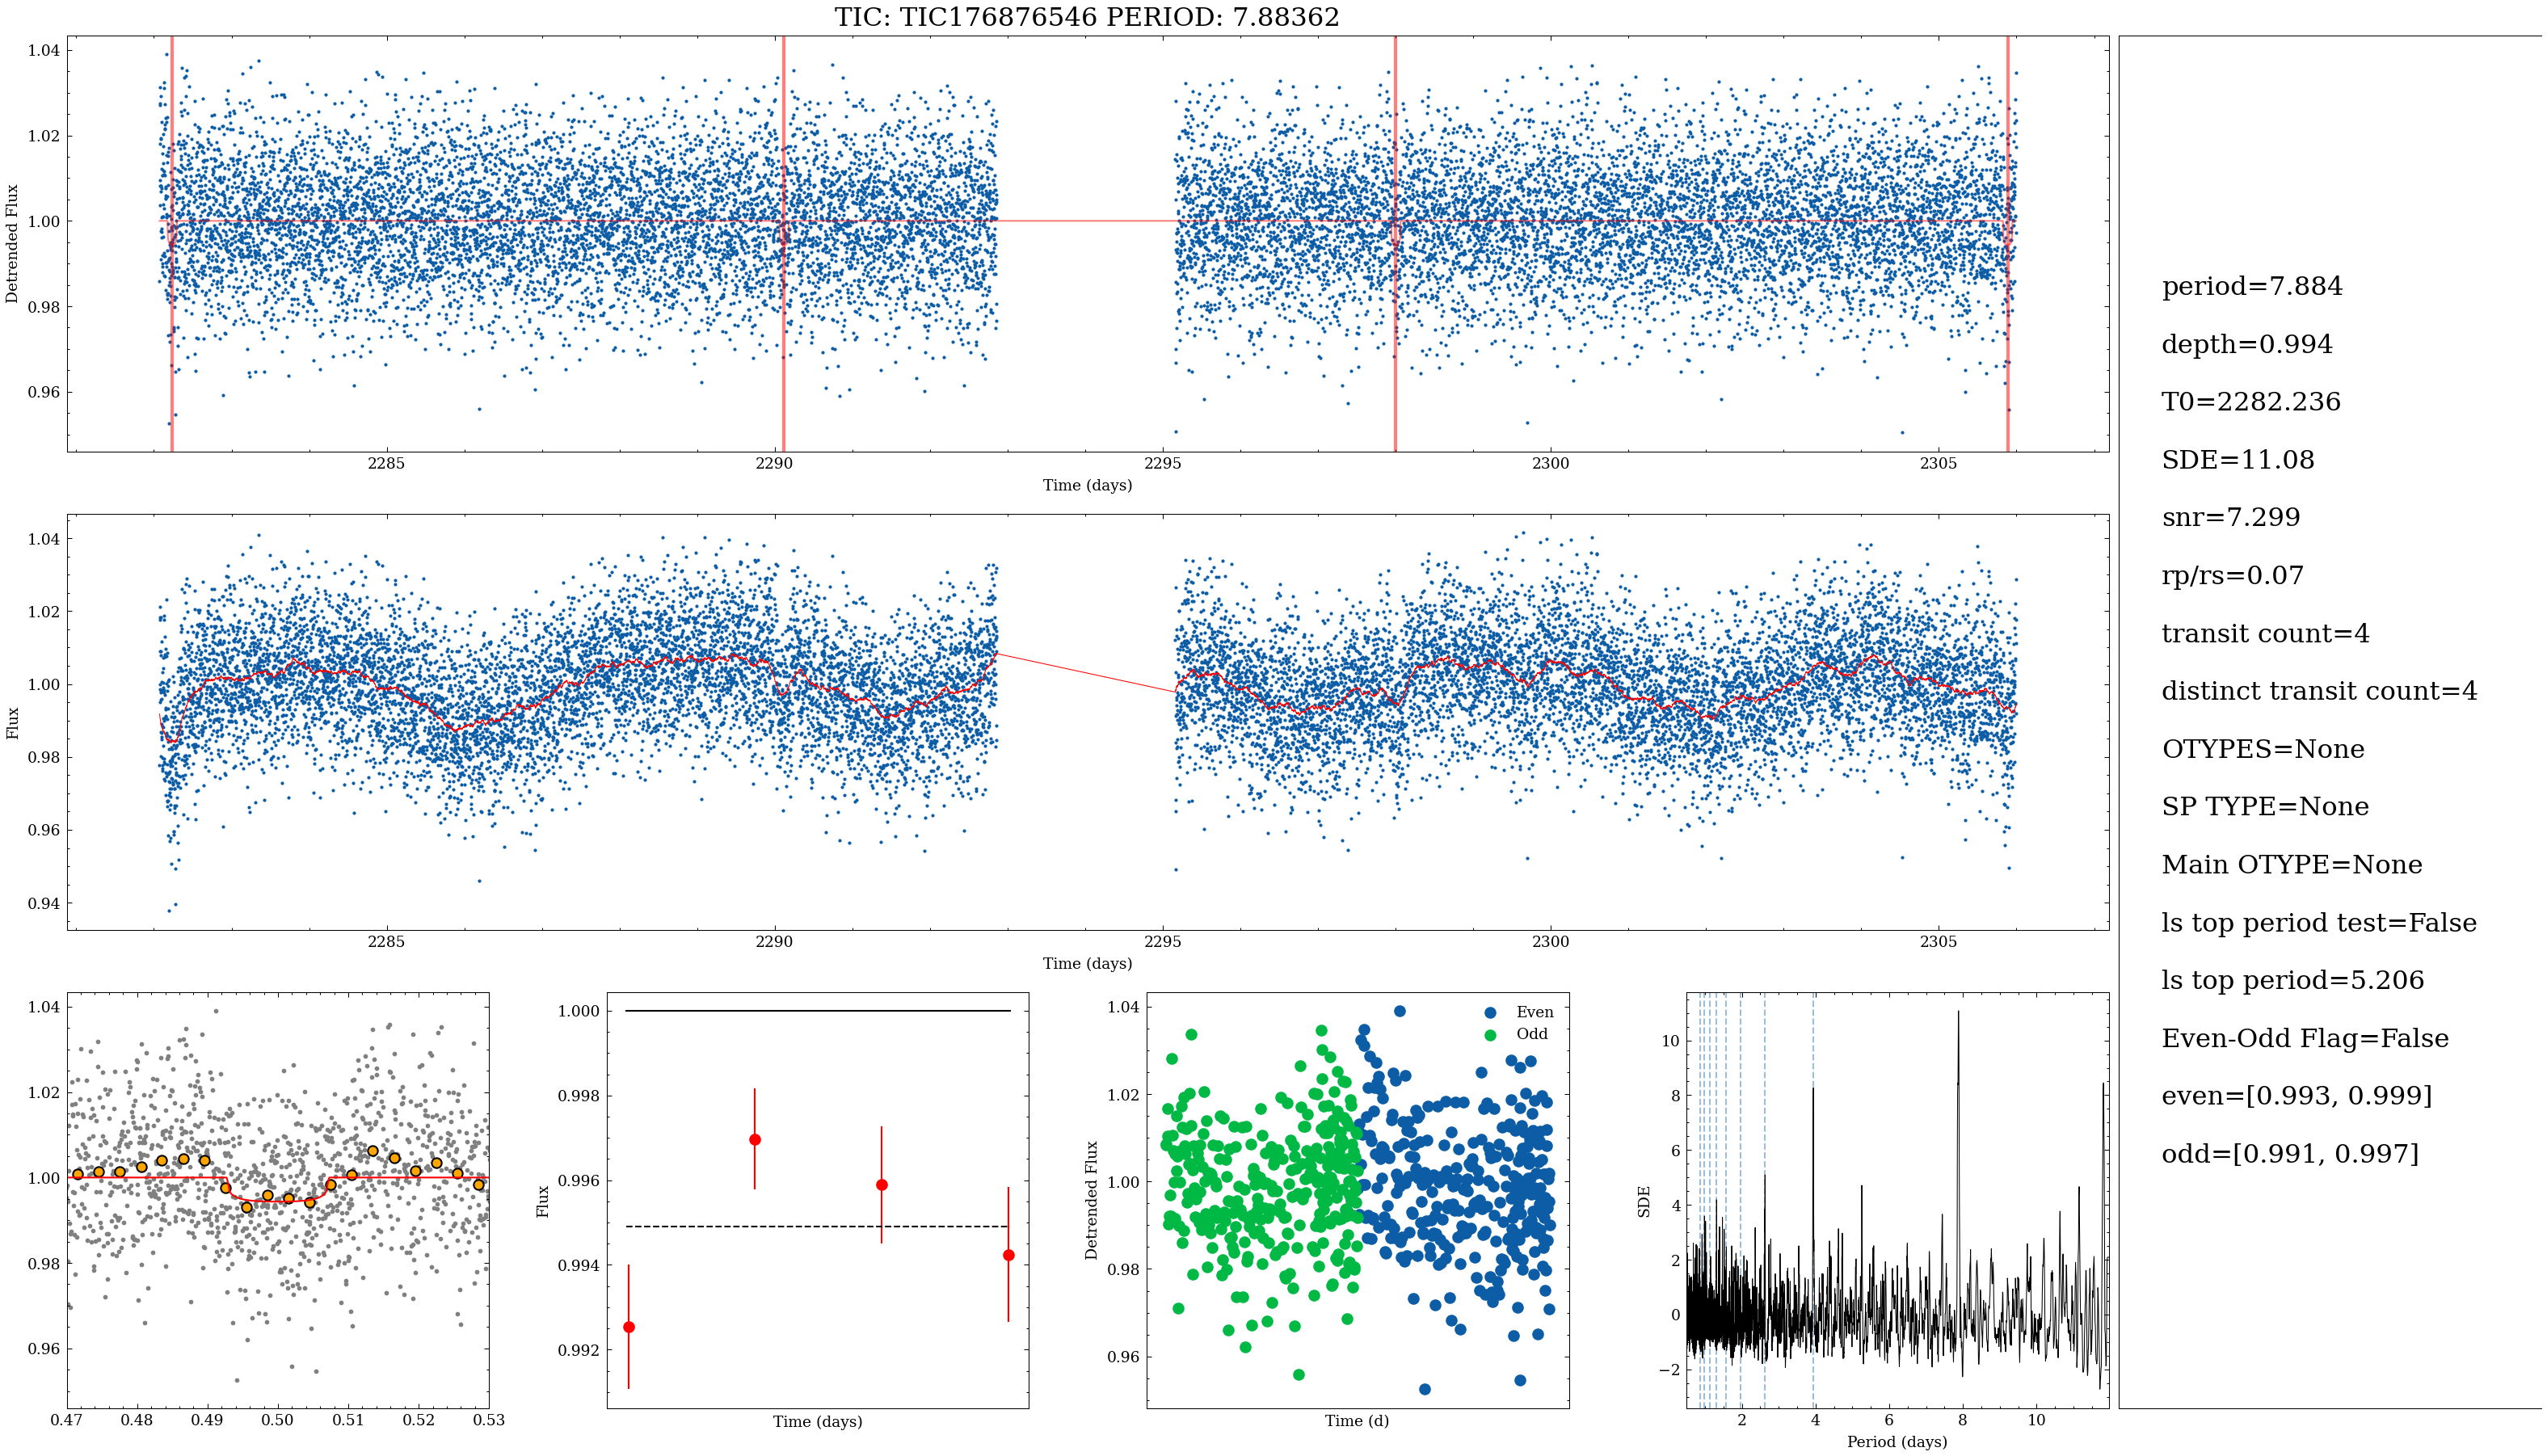 TIC: TIC176876546 PERIOD: 7.88362
1.04
1.02
1.00
0.98
0.96
Detrended Flux
2285
2290
2295
2300
2305
Time (days)
1.04
1.02
1.00
0.98
0.96
0.94
Flux
2285
2290
2295
2300
2305
Time (days)
1.04
1.02
1.00
0.98
0.96
0.47
0.48
0.49
0.50
0.51
0.52
0.53
1.000
0.998
0.996
0.994
0.992
Flux
Time (days)
1.04
1.02
1.00
0.98
0.96
Detrended Flux
Even
Odd
Time (d)
10
8
6
4
2
0
−2
SDE
2
4
6
8
10
Period (days)
period=7.884
depth=0.994
T0=2282.236
SDE=11.08
snr=7.299
rp/rs=0.07
transit count=4
distinct transit count=4
OTYPES=None
SP TYPE=None
Main OTYPE=None
ls top period test=False
ls top period=5.206
Even-Odd Flag=False
even=[0.993, 0.999]
odd=[0.991, 0.997]